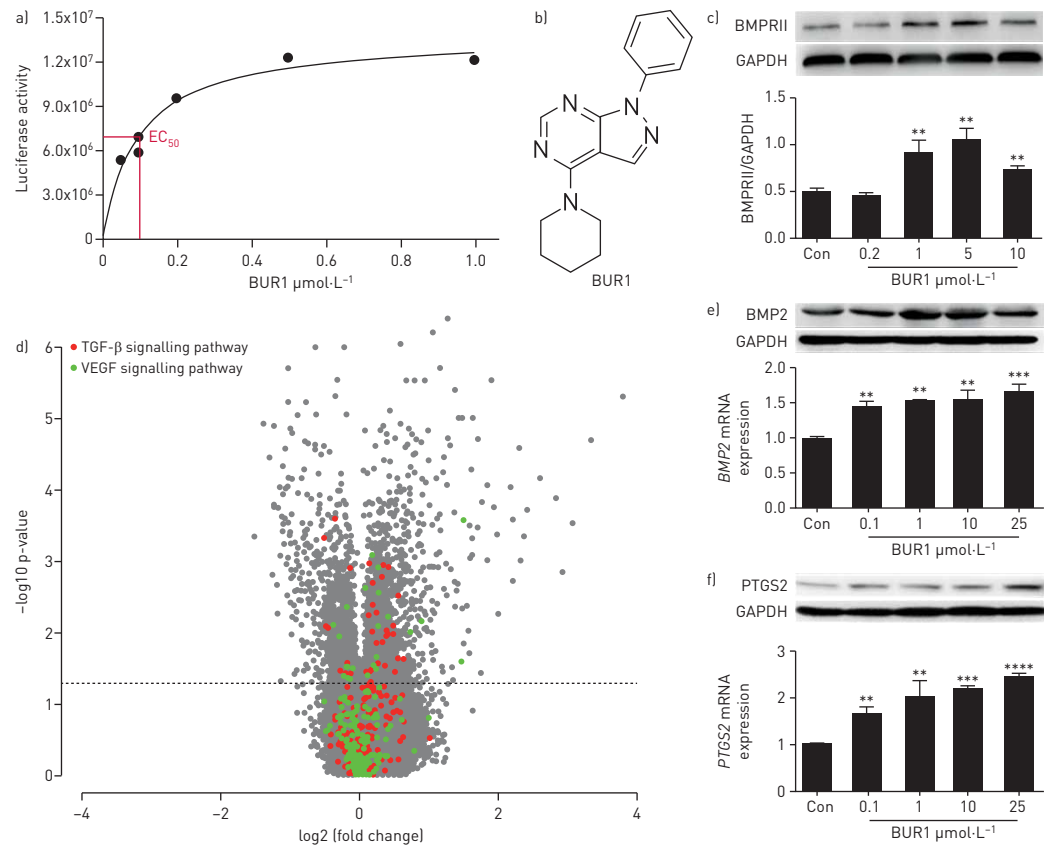 a)
1.5x10⁷
1.2x10⁷
9.0x10⁶
6.0x10⁶
3.0x10⁶
0
Luciferase activity
EC₅₀
0
0.2
0.4
0.6
0.8
1.0
BUR1 µmol·L⁻¹
b)
N
N
N
N
N
BUR1
c)
BMPRII
GAPDH
1.5
1.0
0.5
0.0
BMPRII/GAPDH
**
**
**
Con
0.2
1
5
10
BUR1 µmol·L⁻¹
d)
TGF-β signalling pathway
VEGF signalling pathway
6
5
4
3
2
1
0
–log10 p-value
–4
–2
0
2
4
log2 (fold change)
e)
BMP2
GAPDH
2.0
1.5
1.0
0.5
0.0
BMP2 mRNA
expression
**
**
**
***
Con
0.1
1
10
25
BUR1 µmol·L⁻¹
f)
PTGS2
GAPDH
3
2
1
0
PTGS2 mRNA
expression
**
**
***
****
Con
0.1
1
10
25
BUR1 µmol·L⁻¹